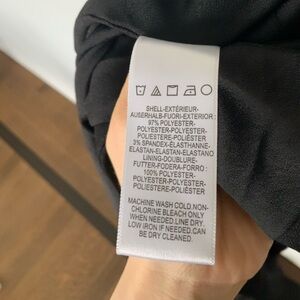 SHELL-EXTÉRIEUR-
AUSSERHALB-FUORI-EXTERIOR:
97% POLYESTER-
POLYESTER-POLYESTER-
POLIESTERE-POLIÉSTER
3% SPANDEX-ÉLASTHANNE-
ELASTAN-ELASTAN-ELASTANO
LINING-DOUBLURE-
FUTTER-FODERA-FORRO:
100% POLYESTER-
POLYESTER-POLYESTER-
POLIESTERE-POLIÉSTER
MACHINE WASH COLD.NON-
CHLORINE BLEACH ONLY
WHEN NEEDED.LINE DRY.
LOW IRON IF NEEDED.CAN
BE DRY CLEANED.